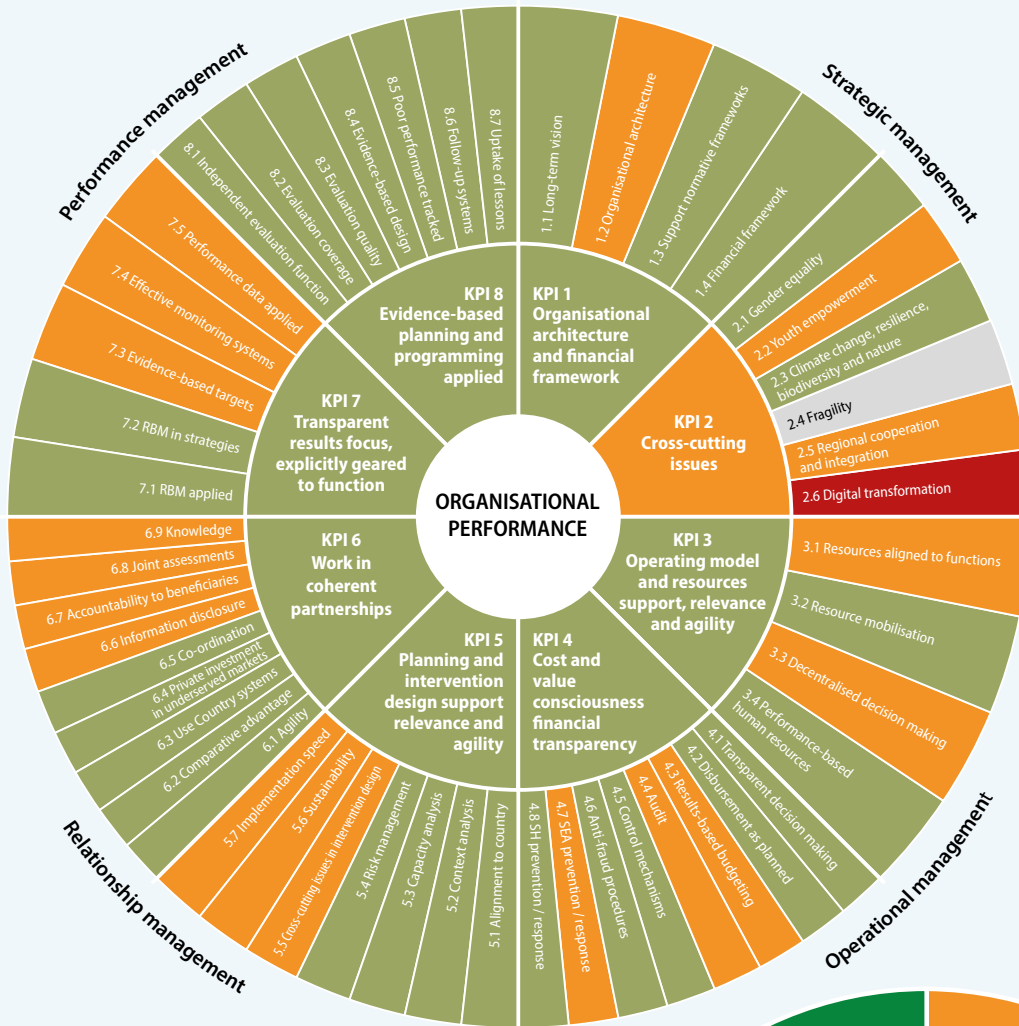 Performance management
Strategic management
Operational management
Relationship management
ORGANISATIONAL
PERFORMANCE
KPI 1
Organisational
architecture
and financial
framework
1.1 Long-term vision
1.2 Organisational architecture
1.3 Support normative frameworks
1.4 Financial framework
KPI 2
Cross-cutting
issues
2.1 Gender equality
2.2 Youth empowerment
2.3 Climate change, resilience,
biodiversity and nature
2.4 Fragility
2.5 Regional cooperation
and integration
2.6 Digital transformation
KPI 3
Operating model
and resources
support, relevance
and agility
3.1 Resources aligned to functions
3.2 Resource mobilisation
3.3 Decentralised decision making
3.4 Performance-based
human resources
KPI 4
Cost and
value
consciousness
financial
transparency
4.1 Transparent decision making
4.2 Disbursement as planned
4.3 Results-based budgeting
4.4 Audit
4.5 Control mechanisms
4.6 Anti-fraud procedures
4.7 SEA prevention / response
4.8 SH prevention / response
KPI 5
Planning and
intervention
design support
relevance and
agility
5.1 Alignment to country
5.2 Context analysis
5.3 Capacity analysis
5.4 Risk management
5.5 Cross-cutting issues in intervention design
5.6 Sustainability
5.7 Implementation speed
KPI 6
Work in
coherent
partnerships
6.1 Agility
6.2 Comparative advantage
6.3 Use Country systems
6.4 Private investment
in underserved markets
6.5 Co-ordination
6.6 Information disclosure
6.7 Accountability to beneficiaries
6.8 Joint assessments
6.9 Knowledge
KPI 7
Transparent
results focus,
explicitly geared
to function
7.1 RBM applied
7.2 RBM in strategies
7.3 Evidence-based targets
7.4 Effective monitoring systems
7.5 Performance data applied
KPI 8
Evidence-based
planning and
programming
applied
8.1 Independent evaluation function
8.2 Evaluation coverage
8.3 Evaluation quality
8.4 Evidence-based design
8.5 Poor performance tracked
8.6 Follow-up systems
8.7 Uptake of lessons